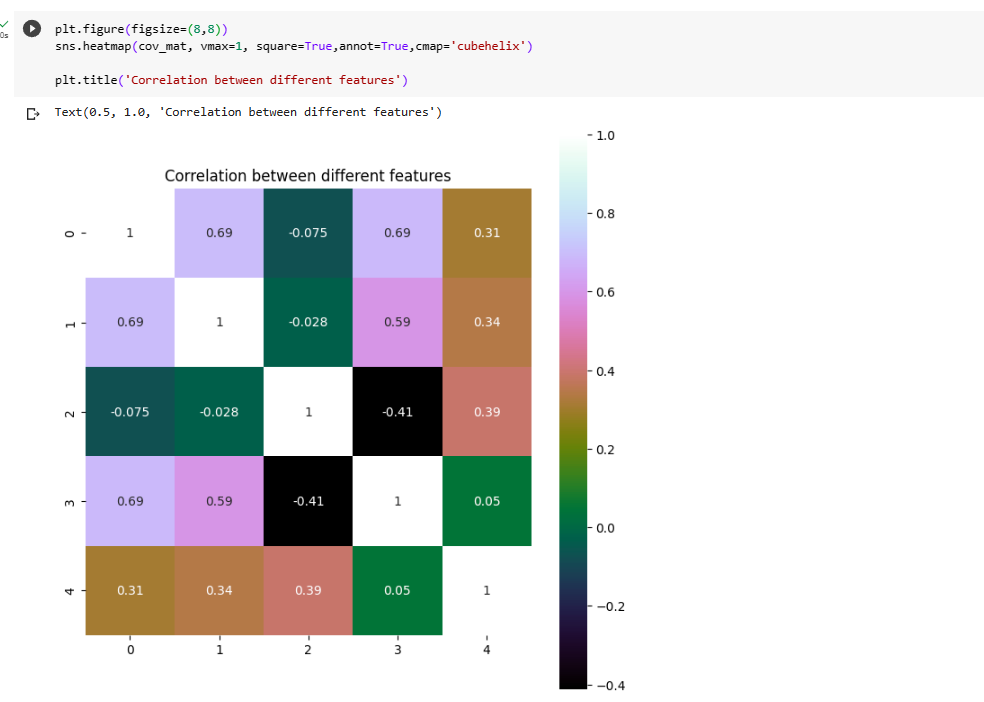 0s
plt.figure(figsize=(8,8))
sns.heatmap(cov_mat, vmax=1, square=True,annot=True,cmap='cubehelix')
plt.title('Correlation between different features')
Text(0.5, 1.0, 'Correlation between different features')
Correlation between different features
0 1 0.69 -0.075 0.69 0.31
1 0.69 1 -0.028 0.59 0.34
2 -0.075 -0.028 1 -0.41 0.39
3 0.69 0.59 -0.41 1 0.05
4 0.31 0.34 0.39 0.05 1
0 1 2 3 4
1.0
0.8
0.6
0.4
0.2
0.0
−0.2
−0.4